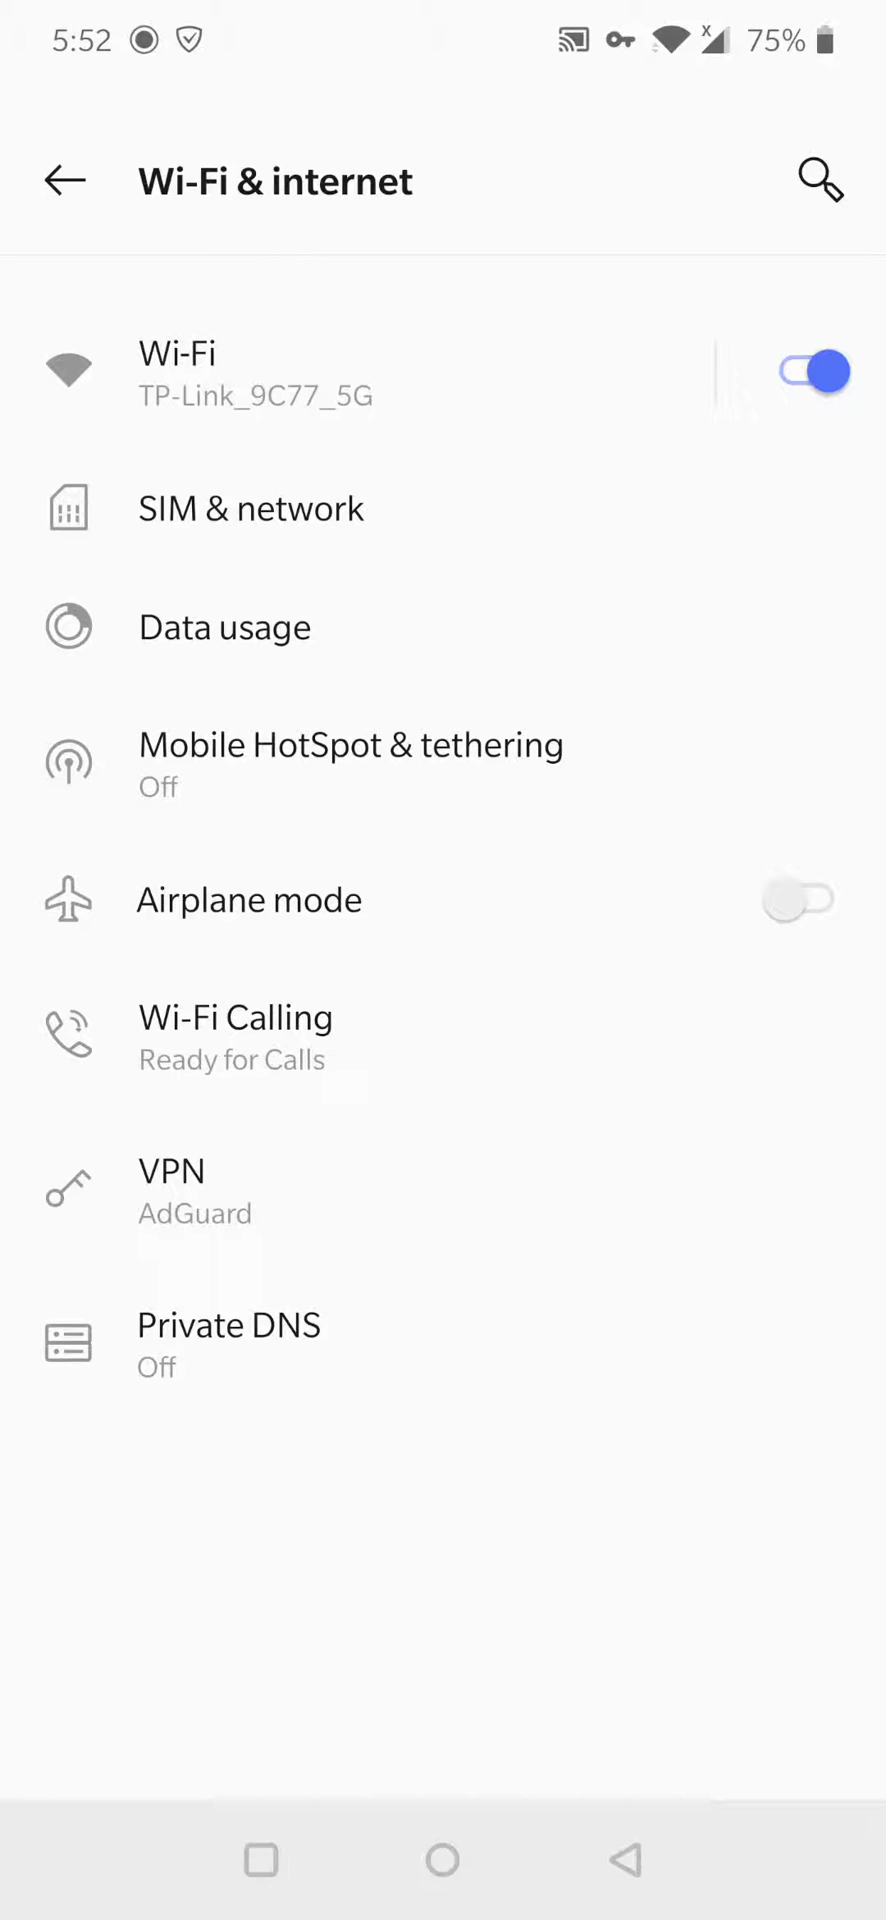 5:52
x
75%
Wi-Fi & internet
Wi-Fi
TP-Link_9C77_5G
SIM & network
Data usage
Mobile HotSpot & tethering
Off
Airplane mode
Wi-Fi Calling
Ready for Calls
VPN
AdGuard
Private DNS
Off